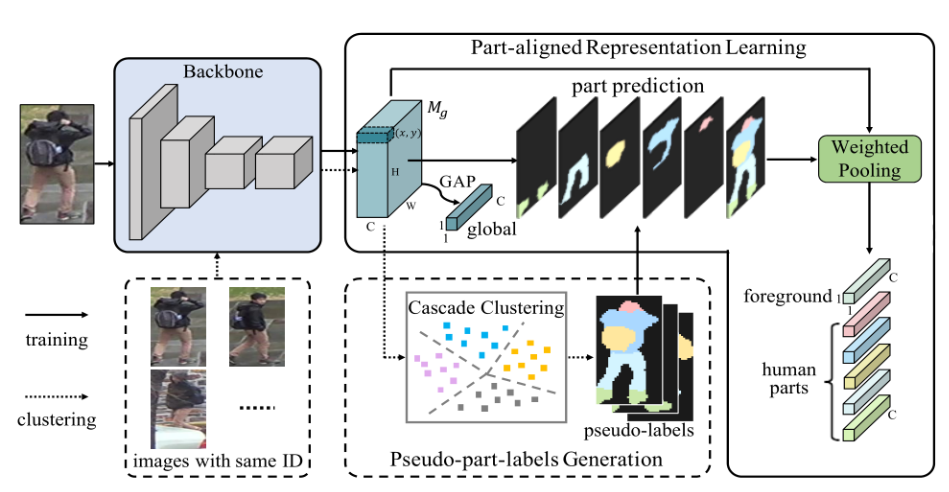 Part-aligned Representation Learning
Backbone
part prediction
M_g
(x, y)
H
W
C
GAP
C
1
1
global
Weighted
Pooling
foreground
C
1
1
human
parts
C
training
clustering
images with same ID
Cascade Clustering
pseudo-labels
Pseudo-part-labels Generation